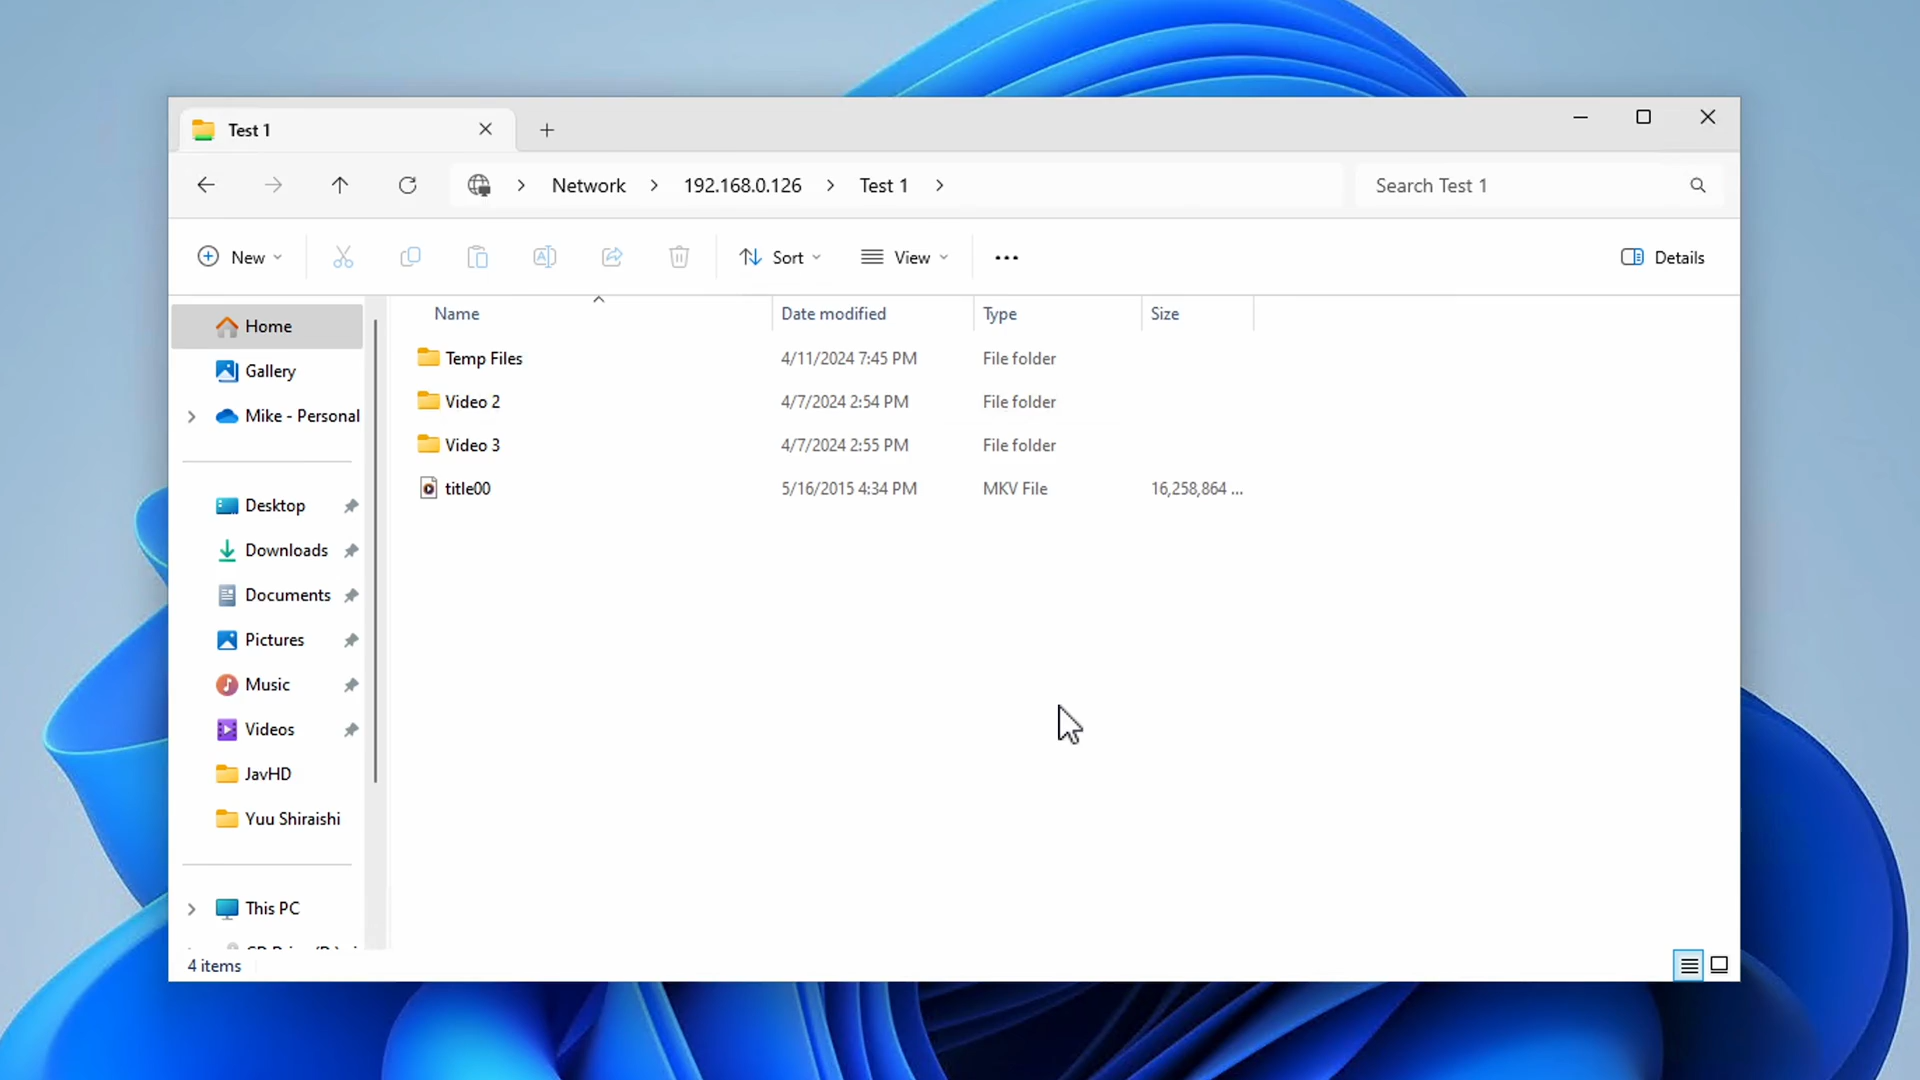 Test 1
Network 192.168.0.126 Test 1
Search Test 1
New
Sort
View
Details
Name Date modified Type Size
Temp Files 4/11/2024 7:45 PM File folder
Video 2 4/7/2024 2:54 PM File folder
Video 3 4/7/2024 2:55 PM File folder
title00 5/16/2015 4:34 PM MKV File 16,258,864 ...
Home
Gallery
Mike - Personal
Desktop
Downloads
Documents
Pictures
Music
Videos
JavHD
Yuu Shiraishi
This PC
4 items